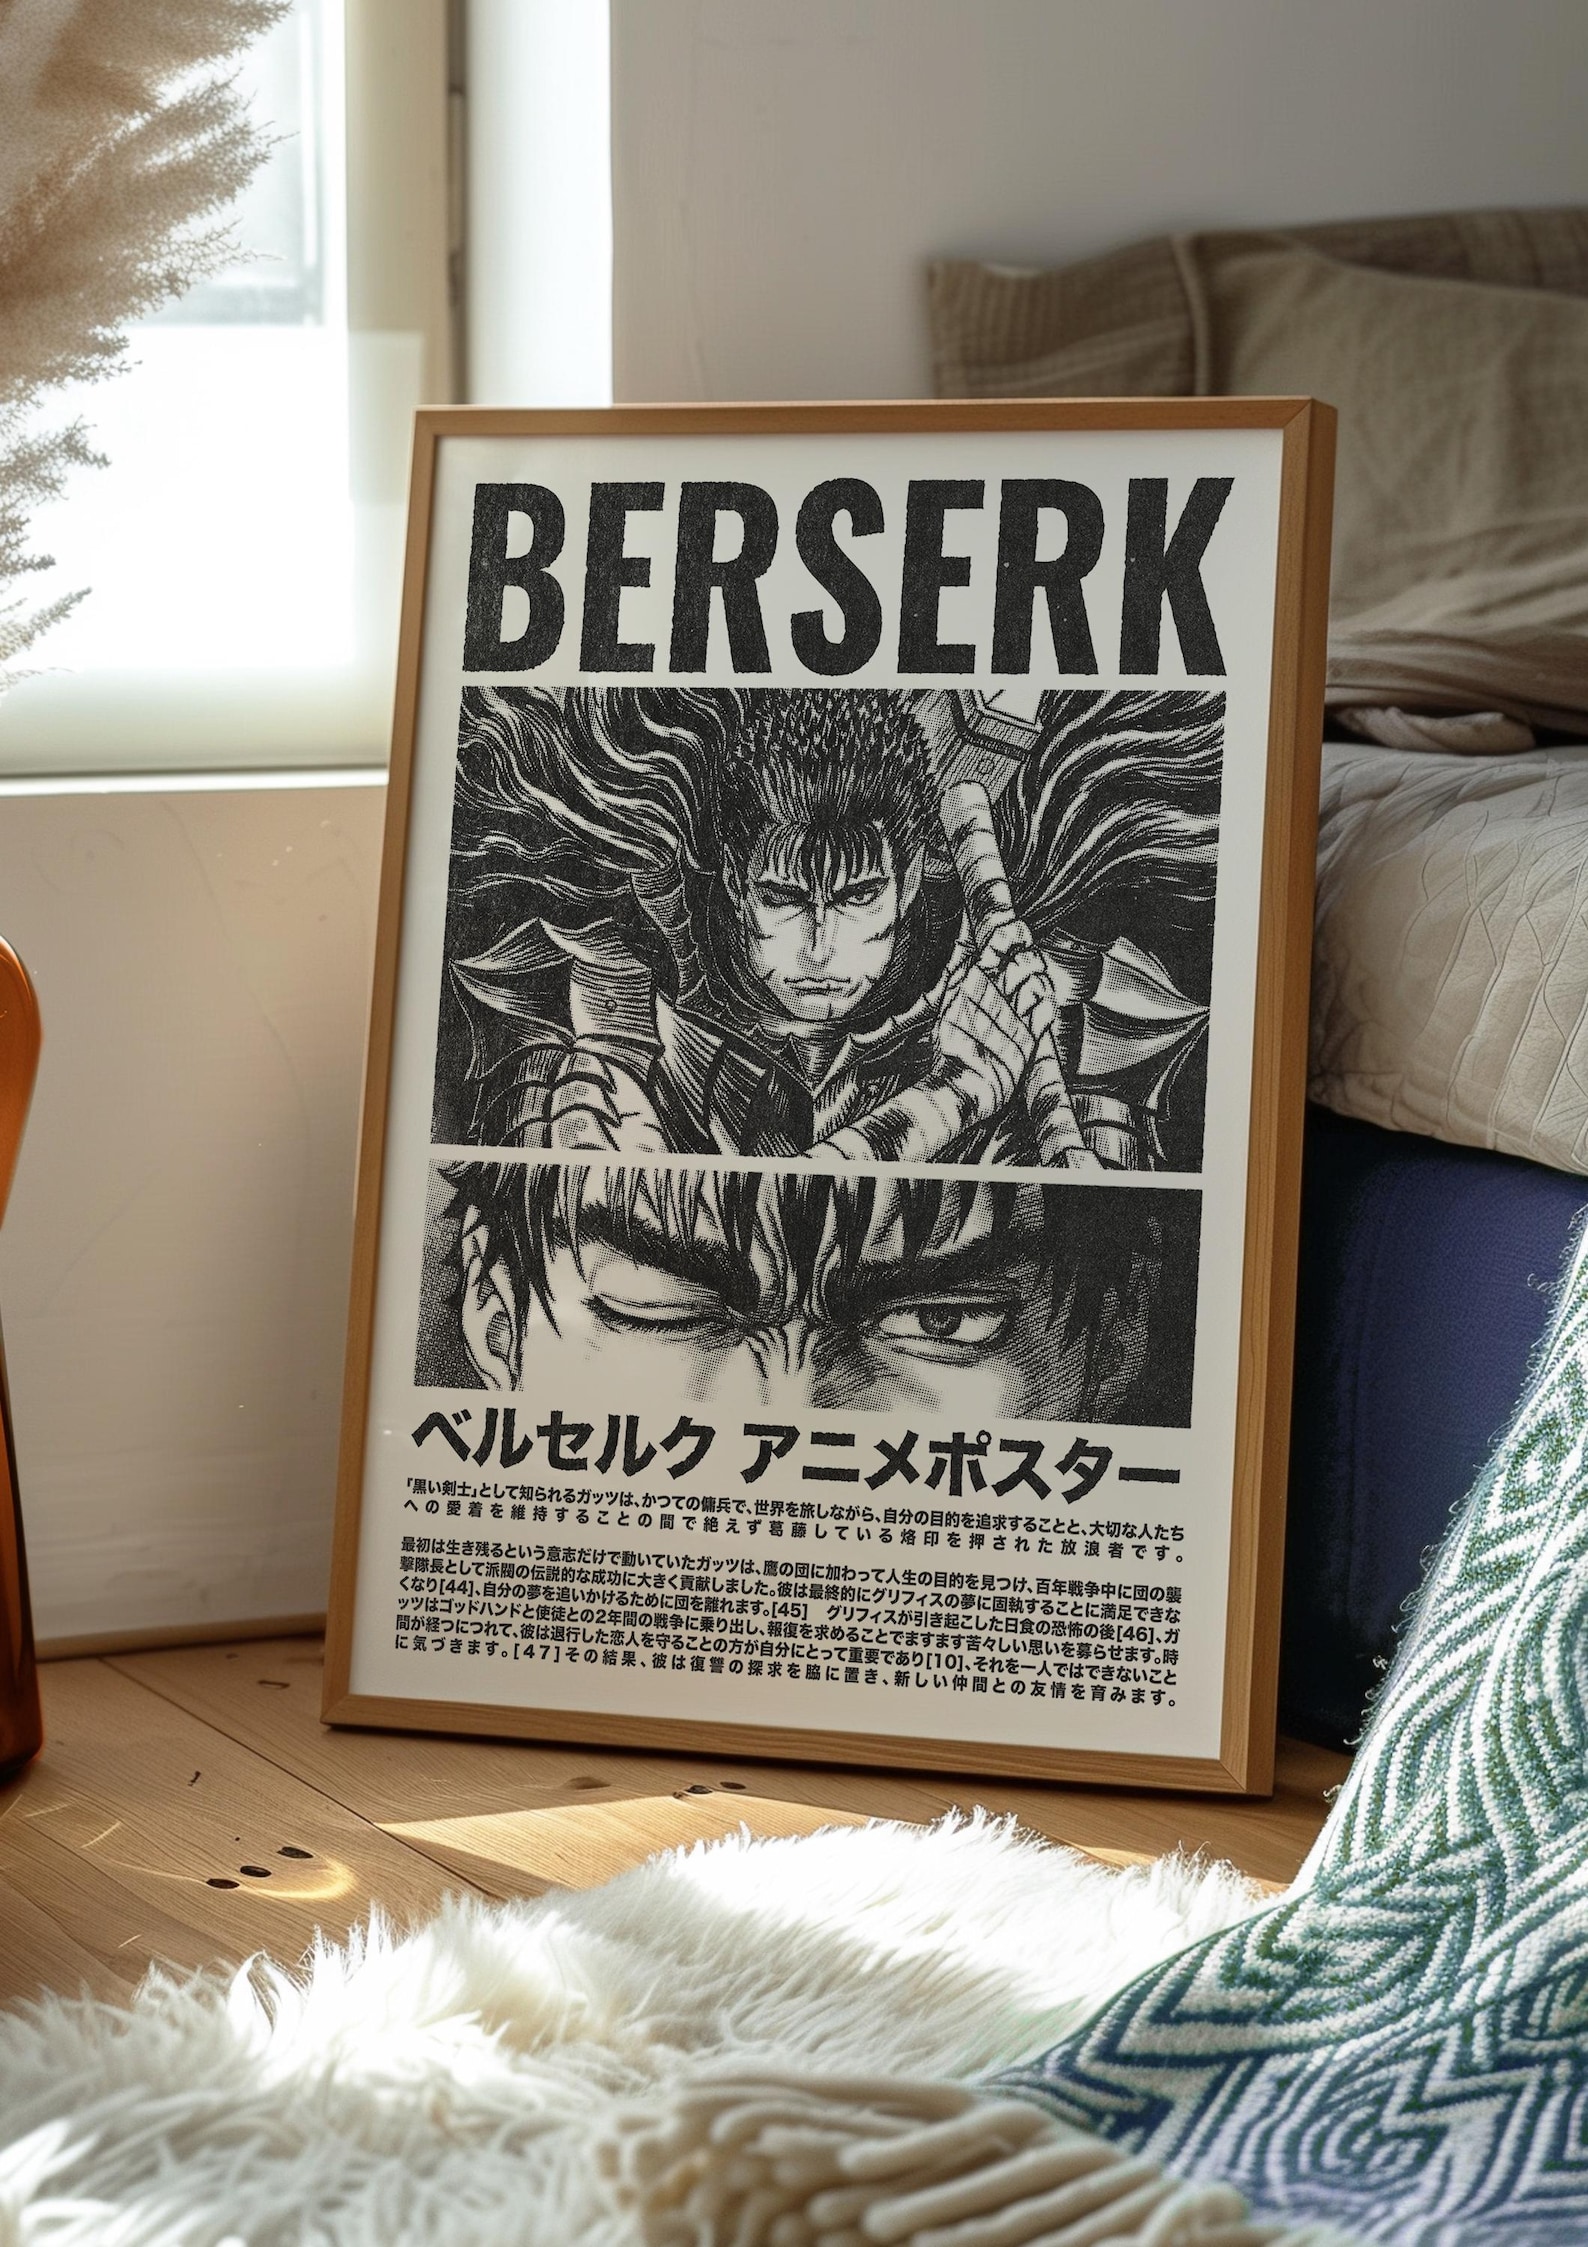 BERSERK
ベルセルク アニメポスター
「黒い剣士」として知られるガッツは、かつての傭兵で、世界を旅しながら、自分の目的を追求することと、大切な人たち
への愛着を維持することの間で絶えず葛藤している烙印を押された放浪者です。
最初は生き残るという意志だけで動いていたガッツは、鷹の団に加わって人生の目的を見つけ、百年戦争中に団の襲
撃隊長として派閥の伝説的な成功に大きく貢献しました。彼は最終的にグリフィスの夢に固執することに満足できな
くなり[44]、自分の夢を追いかけるために団を離れます。[45] グリフィスが引き起こした日食の恐怖の後[46]、ガ
ッツはゴッドハンドと使徒との2年間の戦争に乗り出し、報復を求めることでますます苦々しい思いを募らせます。時
間が経つにつれて、彼は退行した恋人を守ることの方が自分にとって重要であり[10]、それを一人ではできないこと
に気づきます。[47]その結果、彼は復讐の探求を脇に置き、新しい仲間との友情を育みます。